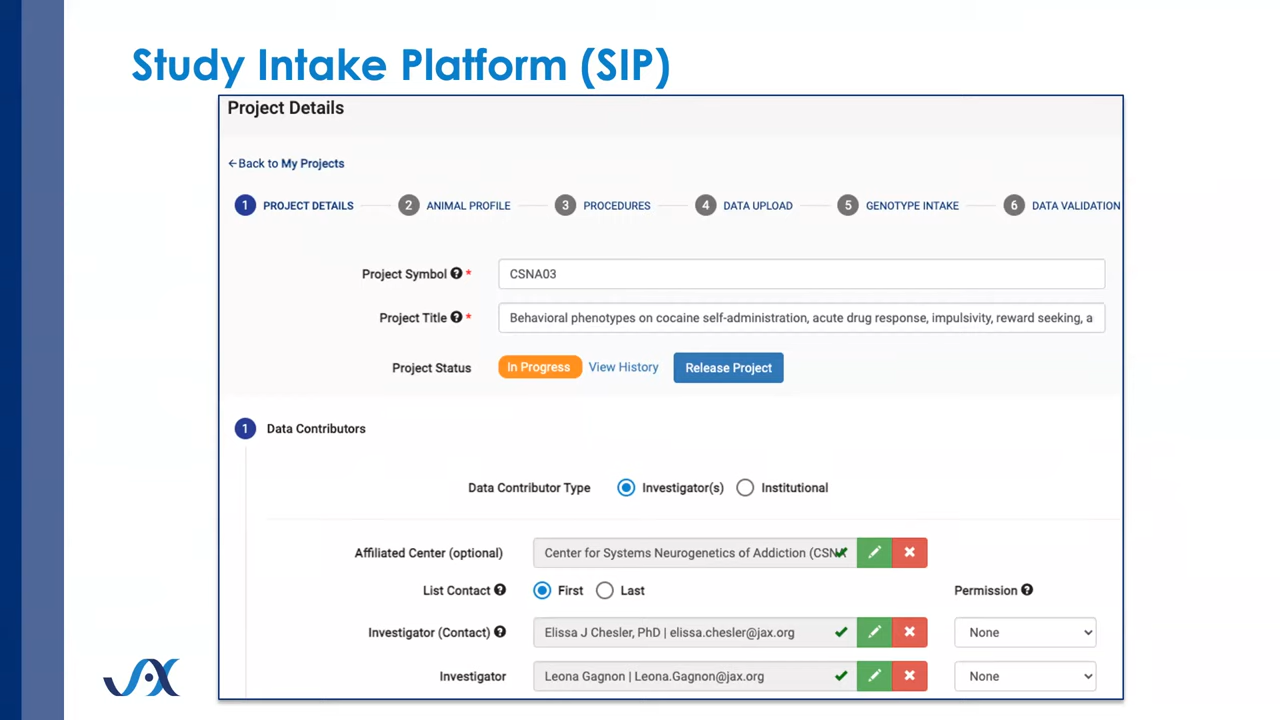 Study Intake Platform (SIP)
Project Details
←Back to My Projects
1 PROJECT DETAILS 2 ANIMAL PROFILE 3 PROCEDURES 4 DATA UPLOAD 5 GENOTYPE INTAKE 6 DATA VALIDATION
Project Symbol ? * CSNA03
Project Title ? * Behavioral phenotypes on cocaine self-administration, acute drug response, impulsivity, reward seeking, a
Project Status In Progress View History Release Project
1 Data Contributors
Data Contributor Type Investigator(s) Institutional
Affiliated Center (optional) Center for Systems Neurogenetics of Addiction (CSNA
List Contact ? First Last Permission ?
Investigator (Contact) ? Elissa J Chesler, PhD | elissa.chesler@jax.org None
Investigator Leona Gagnon | Leona.Gagnon@jax.org None
JAX